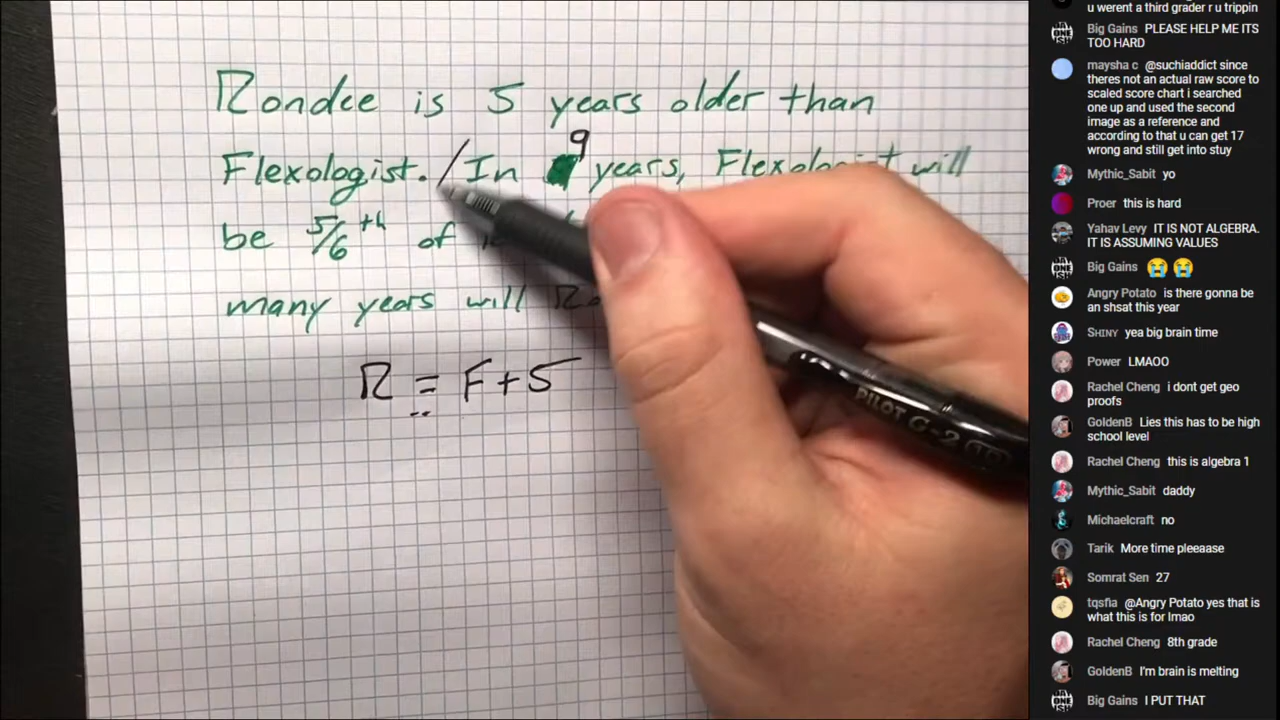 Rondee is 5 years older than
Flexologist. / In 9 years, Flexologist will
be 5/6th of
many years will
R = F+5
PILOT G-2 10
u werent a third grader r u trippin
Big Gains PLEASE HELP ME ITS
TOO HARD
maysha c @suchiaddict since
theres not an actual raw score to
scaled score chart i searched
one up and used the second
image as a reference and
according to that u can get 17
wrong and still get into stuy
Mythic_Sabit yo
Proer this is hard
Yahav Levy IT IS NOT ALGEBRA.
IT IS ASSUMING VALUES
Big Gains 😭😭
Angry Potato is there gonna be
an shsat this year
SHINY yea big brain time
Power LMAOO
Rachel Cheng i dont get geo
proofs
GoldenB Lies this has to be high
school level
Rachel Cheng this is algebra 1
Mythic_Sabit daddy
Michaelcraft no
Tarik More time pleeaase
Somrat Sen 27
tqsfia @Angry Potato yes that is
what this is for lmao
Rachel Cheng 8th grade
GoldenB I'm brain is melting
Big Gains I PUT THAT